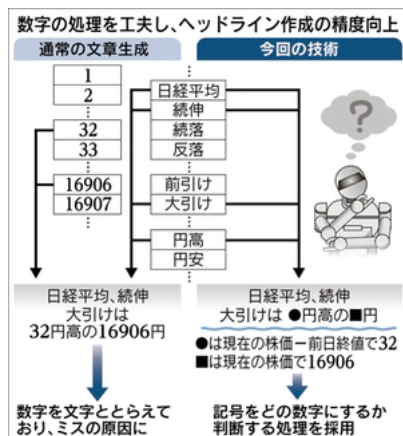 数字の処理を工夫し、ヘッドライン作成の精度向上
通常の文章生成
今回の技術
1
2
⋮
32
33
⋮
16906
16907
⋮
⋮
日経平均
続伸
続落
反落
⋮
前引け
大引け
⋮
円高
円安
⋮
?
日経平均、続伸
大引けは
32円高の16906円
日経平均、続伸
大引けは ●円高の■円
●は現在の株価－前日終値で32
■は現在の株価で16906
数字を文字ととらえて
おり、ミスの原因に
記号をどの数字にするか
判断する処理を採用